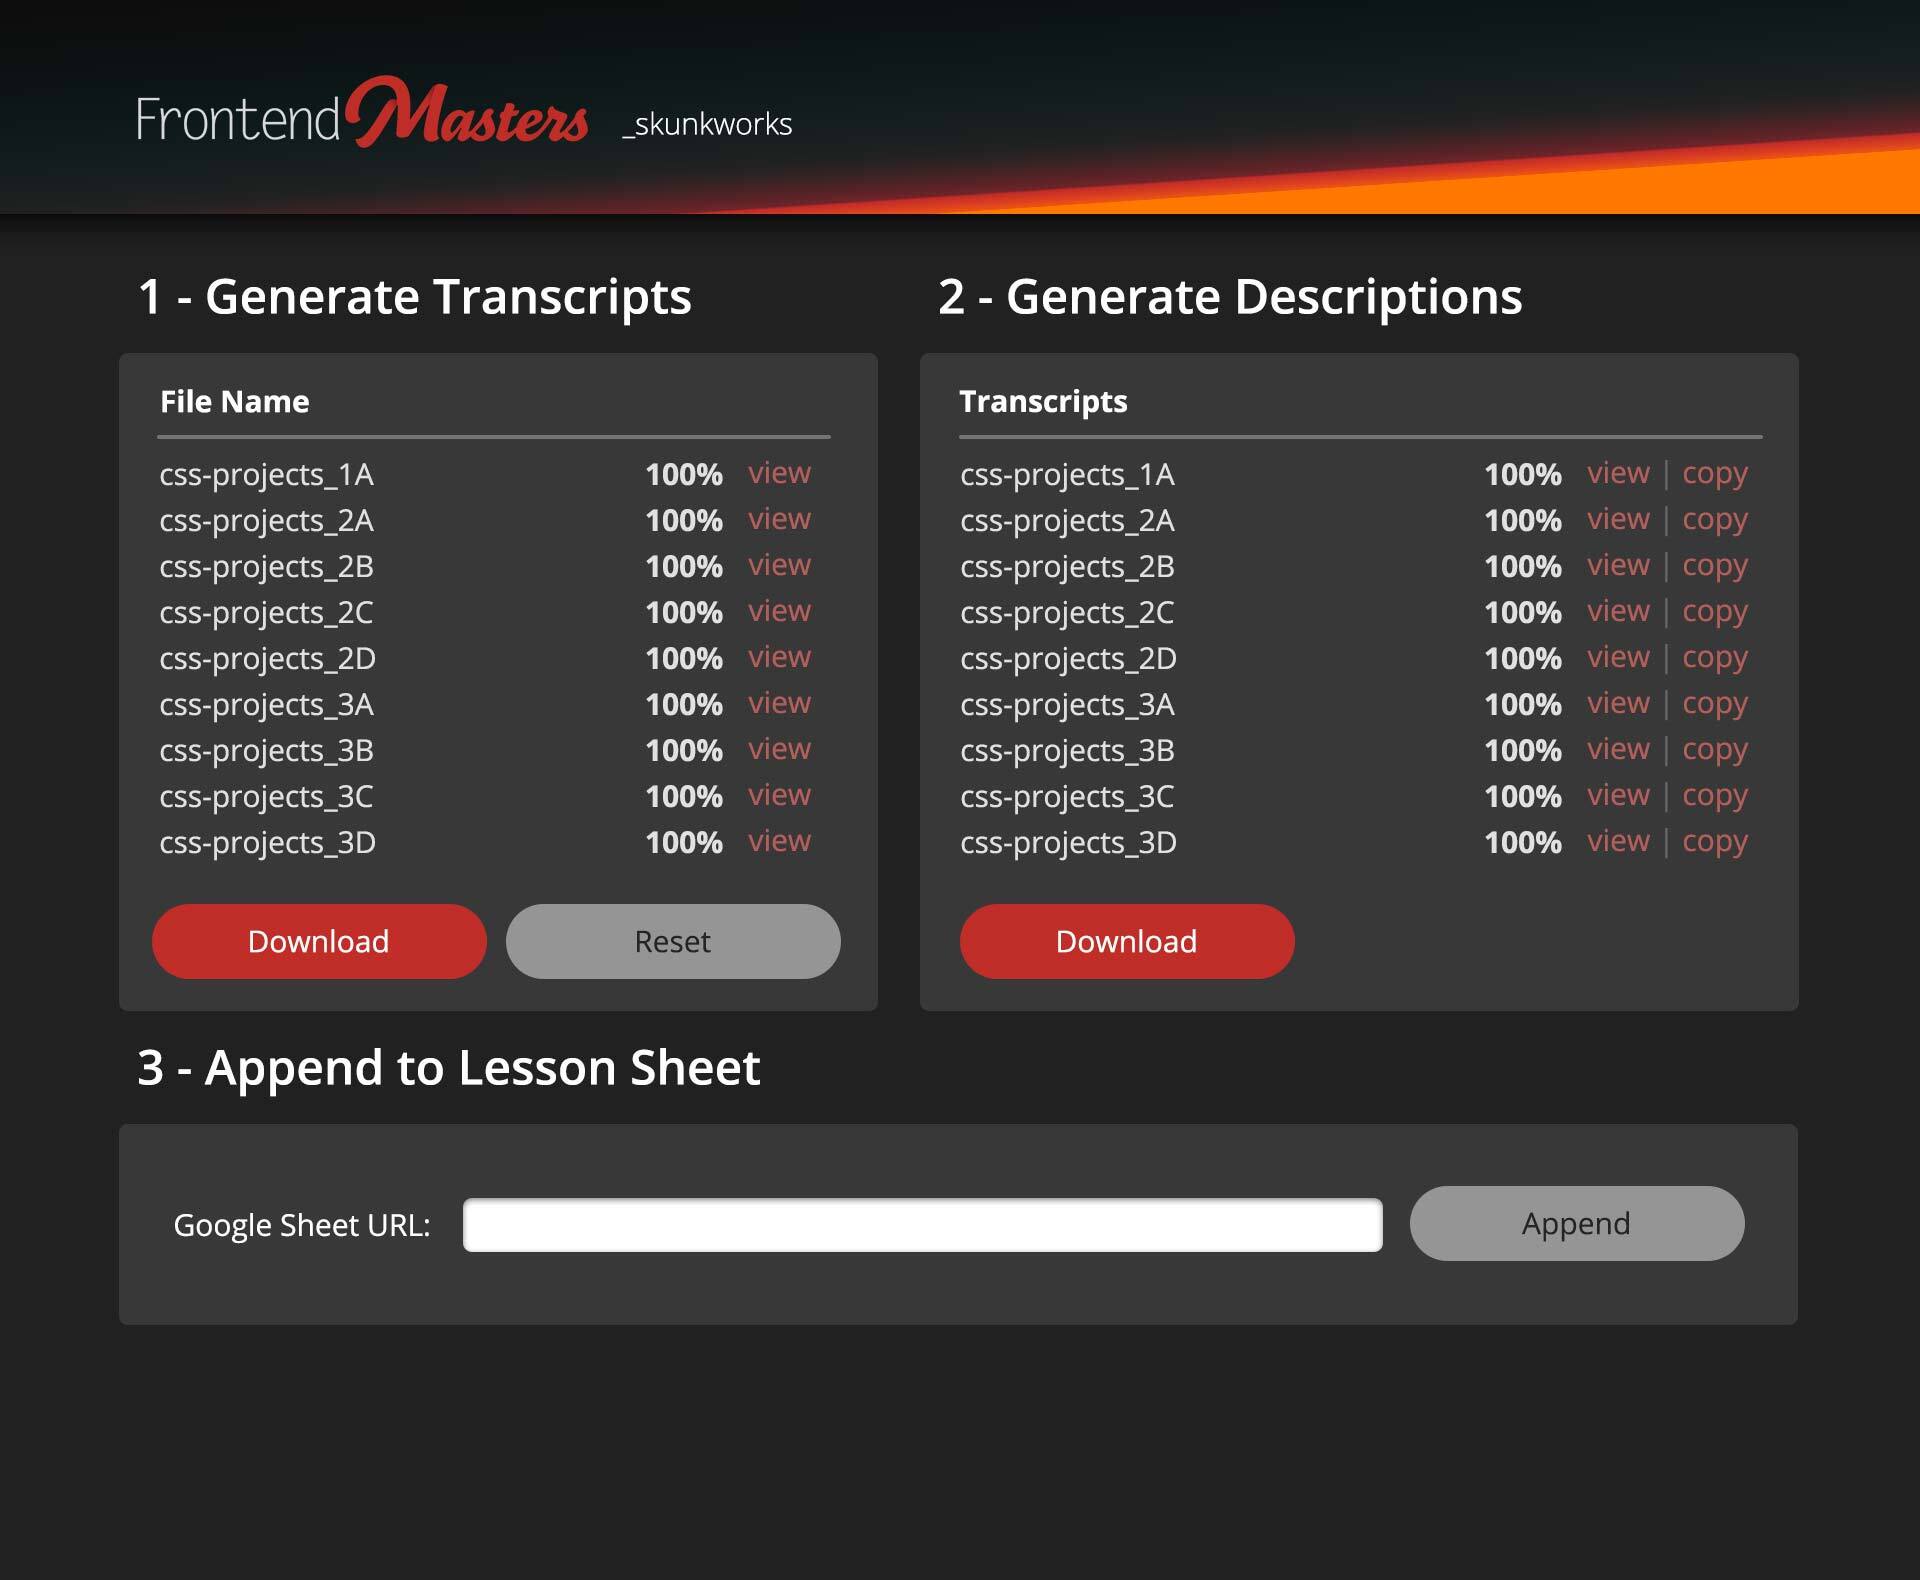 Frontend Masters _skunkworks
1 - Generate Transcripts
File Name
css-projects_1A 100% view
css-projects_2A 100% view
css-projects_2B 100% view
css-projects_2C 100% view
css-projects_2D 100% view
css-projects_3A 100% view
css-projects_3B 100% view
css-projects_3C 100% view
css-projects_3D 100% view
Download Reset
2 - Generate Descriptions
Transcripts
css-projects_1A 100% view | copy
css-projects_2A 100% view | copy
css-projects_2B 100% view | copy
css-projects_2C 100% view | copy
css-projects_2D 100% view | copy
css-projects_3A 100% view | copy
css-projects_3B 100% view | copy
css-projects_3C 100% view | copy
css-projects_3D 100% view | copy
Download
3 - Append to Lesson Sheet
Google Sheet URL: Append